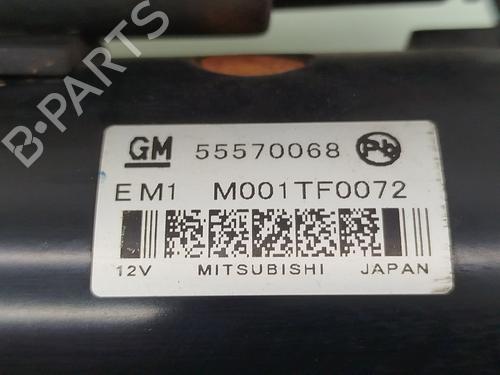 B-PARTS
GM 55570068 Pb
EM1 M001TF0072
12V MITSUBISHI JAPAN